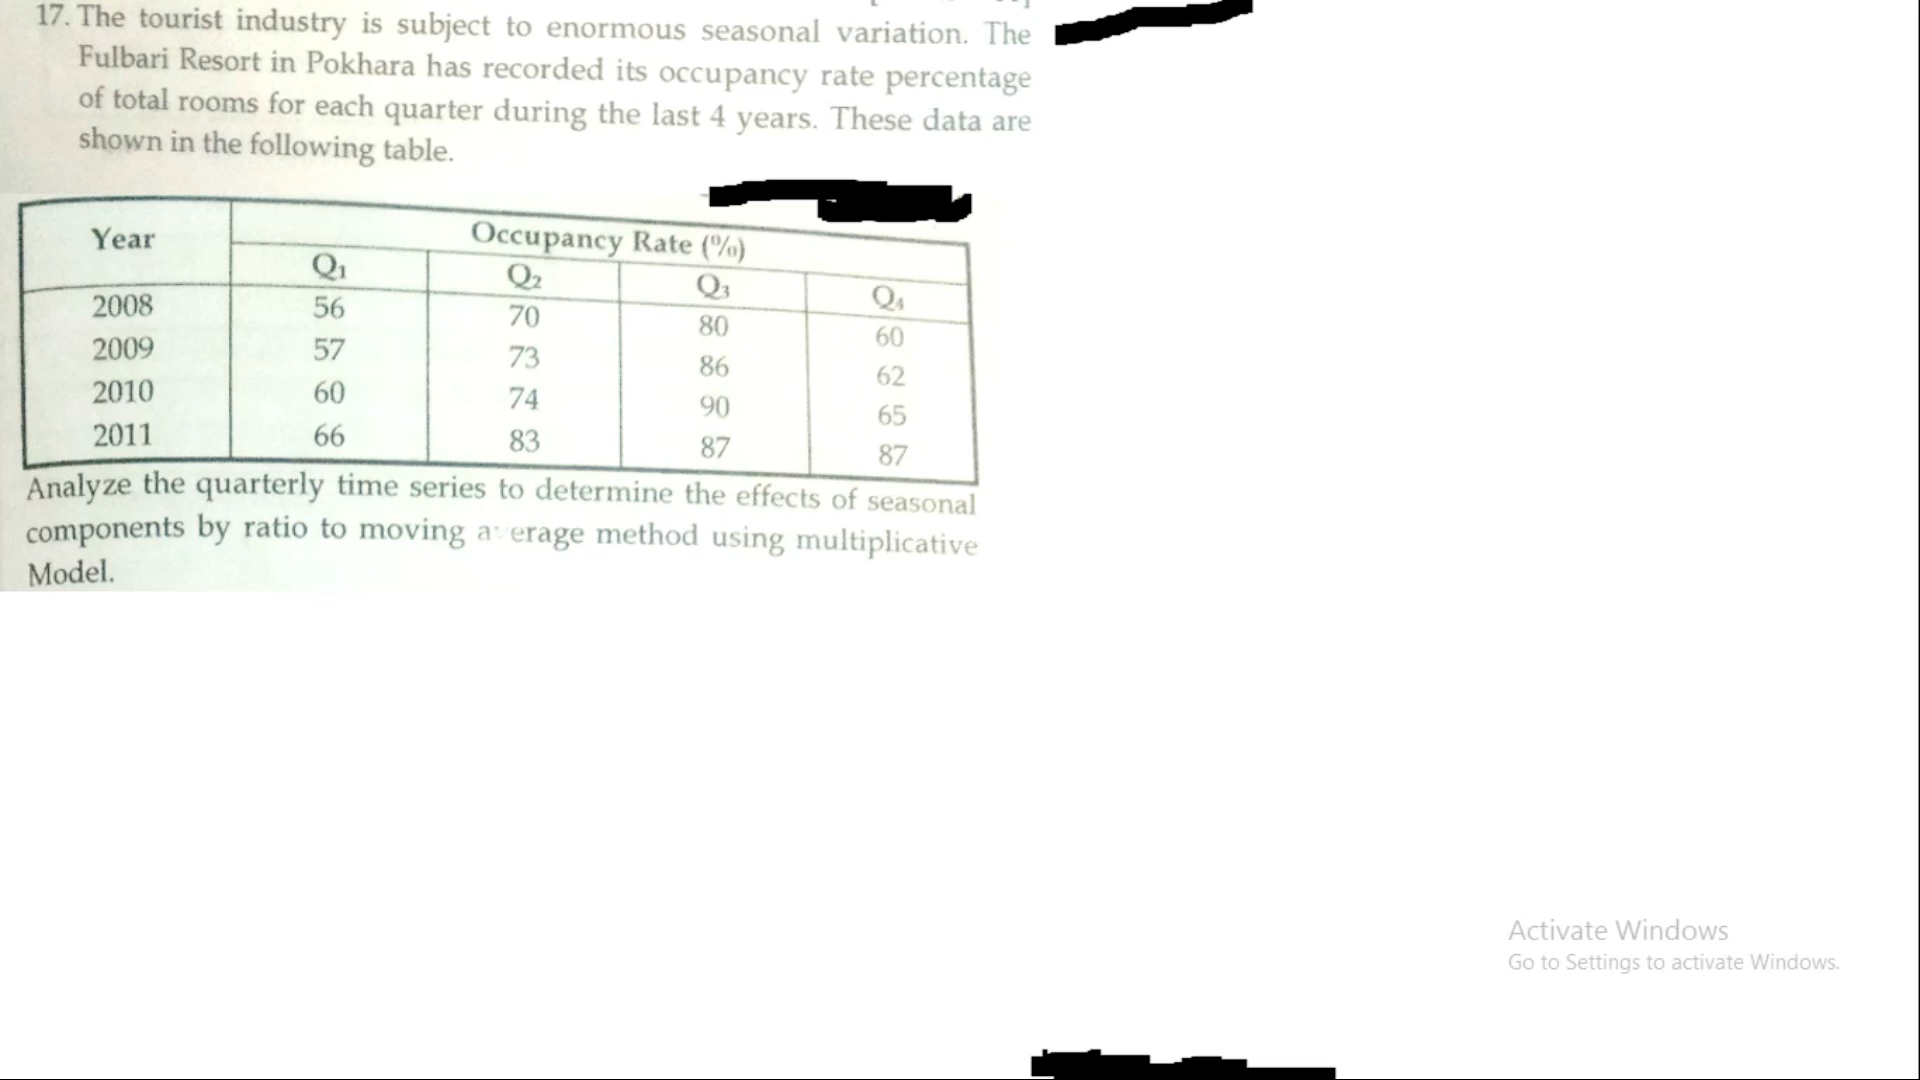 17. The tourist industry is subject to enormous seasonal variation. The
Fulbari Resort in Pokhara has recorded its occupancy rate percentage
of total rooms for each quarter during the last 4 years. These data are
shown in the following table.
Year Occupancy Rate (%)
Q1 Q2 Q3 Q4
2008 56 70 80 60
2009 57 73 86 62
2010 60 74 90 65
2011 66 83 87 87
Analyze the quarterly time series to determine the effects of seasonal
components by ratio to moving average method using multiplicative
Model.
Activate Windows
Go to Settings to activate Windows.